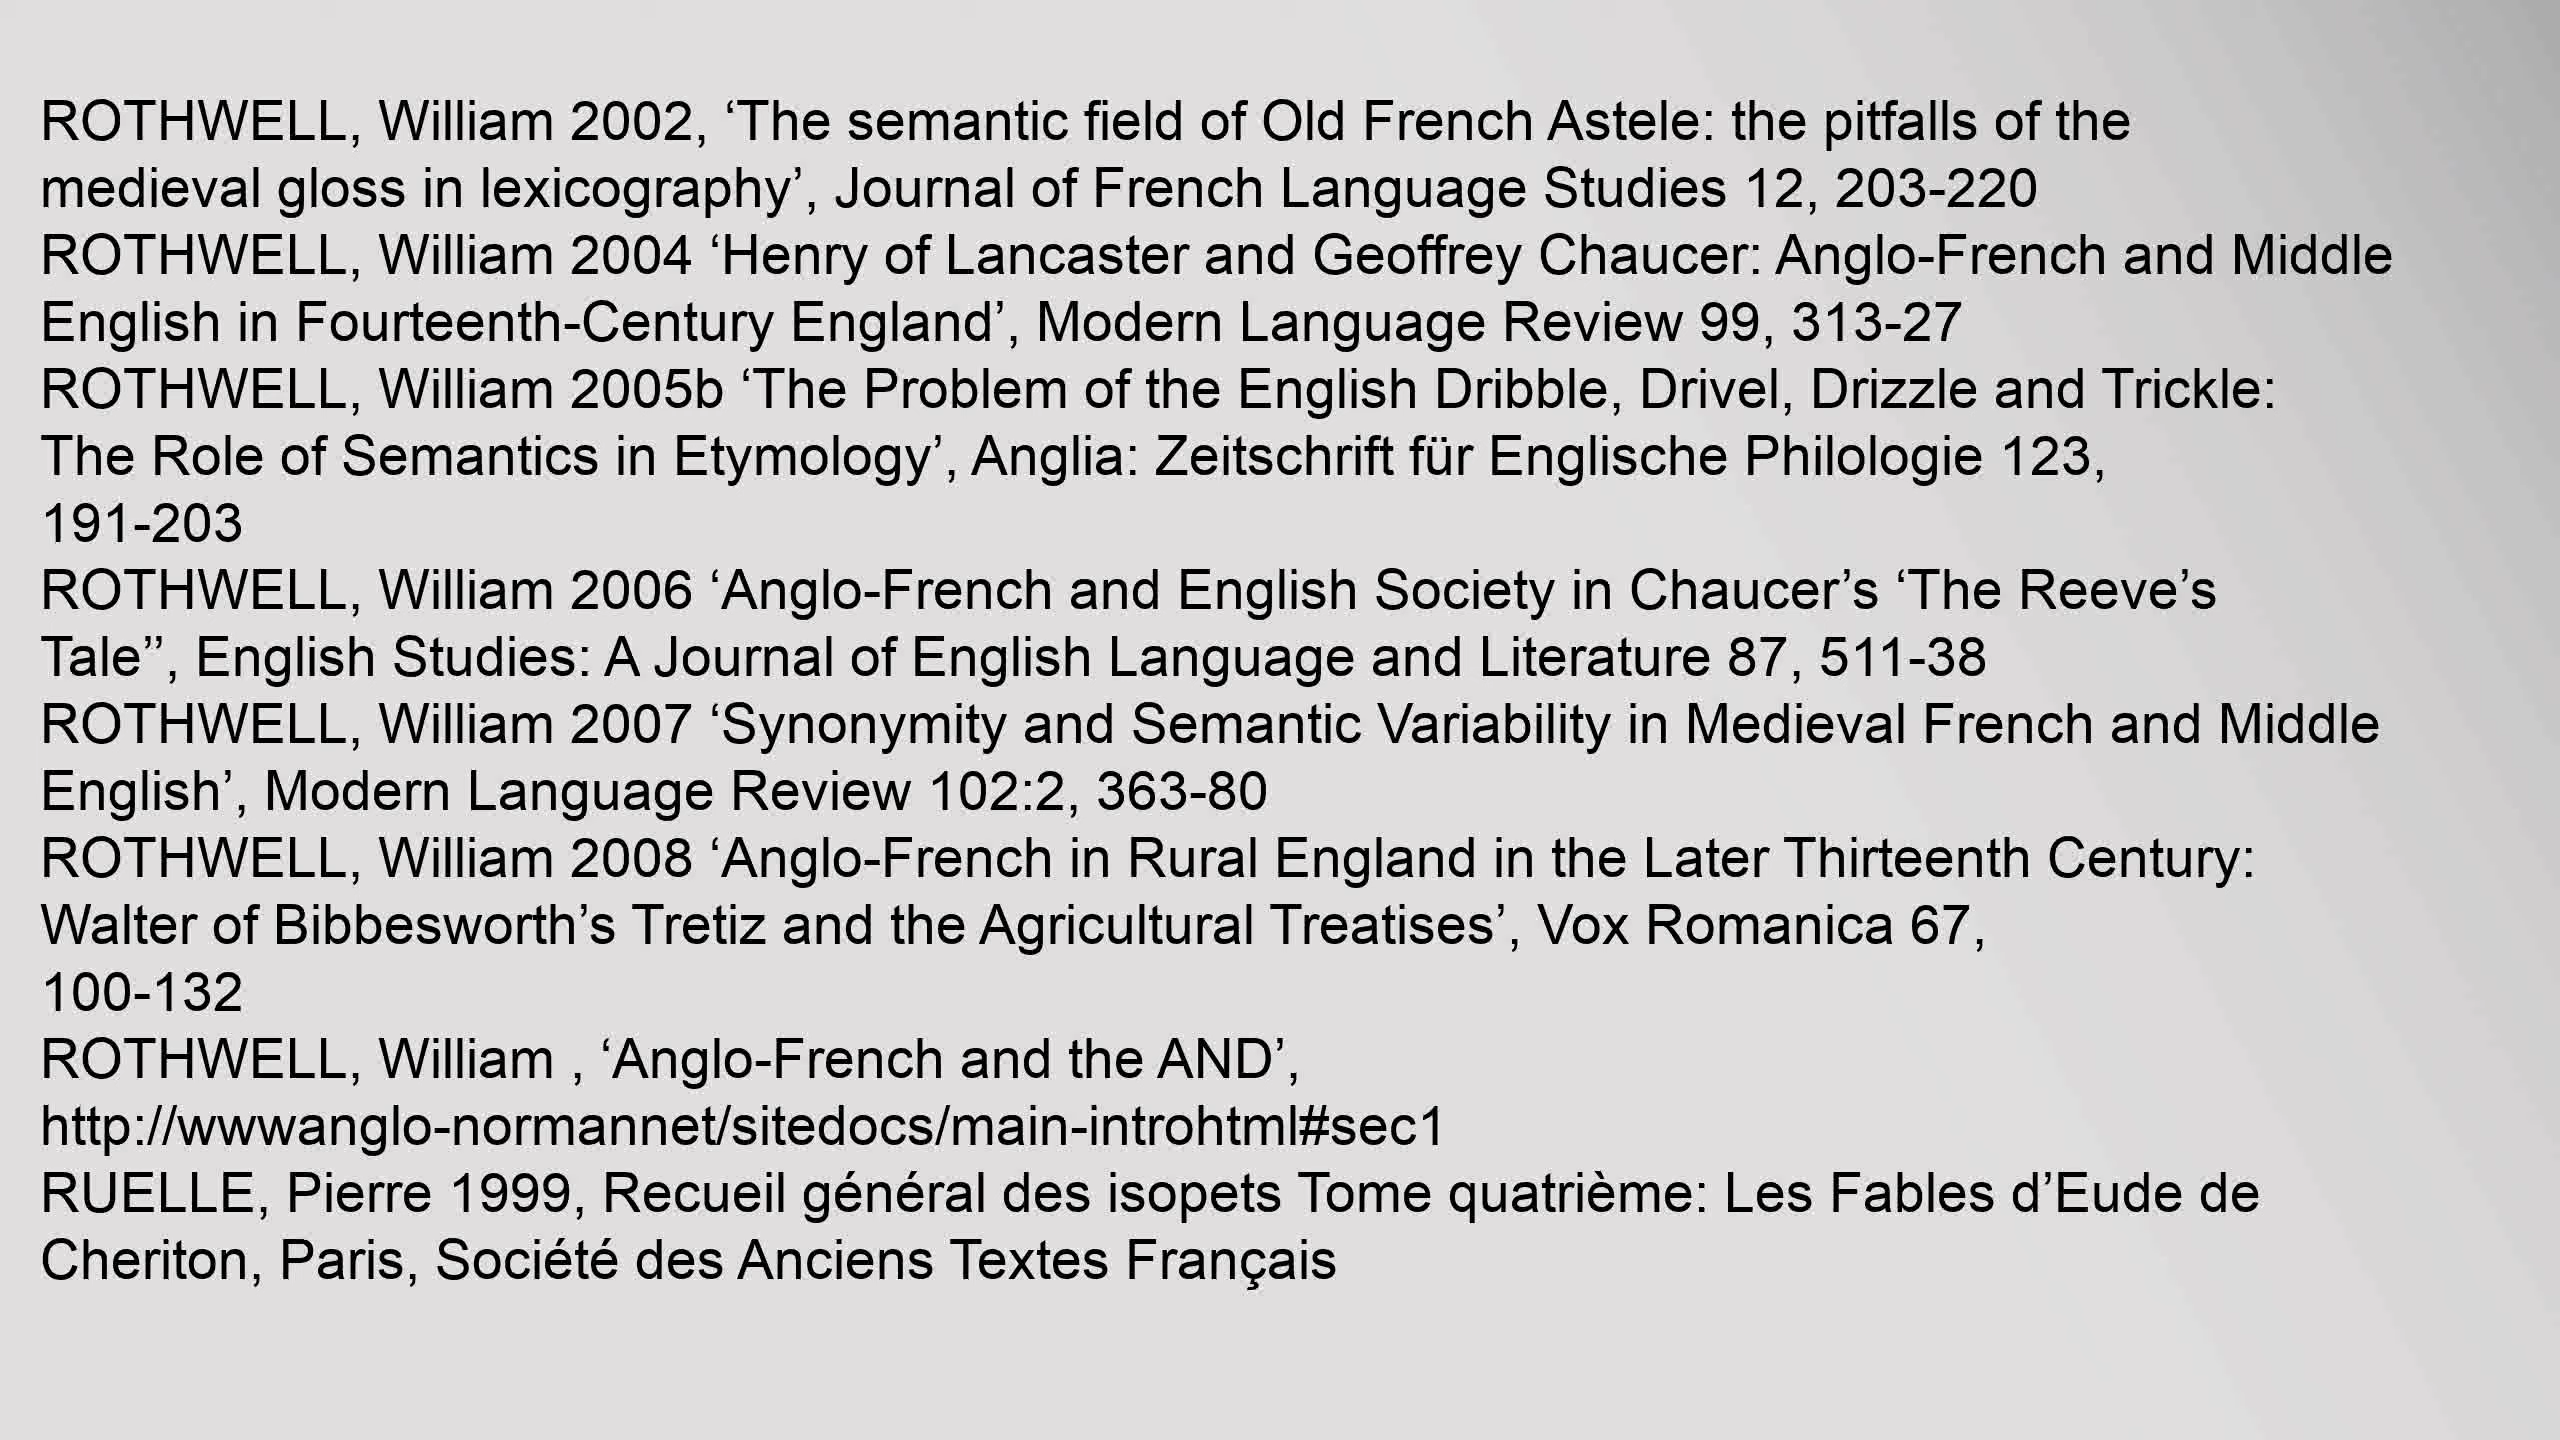 ROTHWELL, William 2002, ‘The semantic field of Old French Astele: the pitfalls of the
medieval gloss in lexicography’, Journal of French Language Studies 12, 203-220
ROTHWELL, William 2004 ‘Henry of Lancaster and Geoffrey Chaucer: Anglo-French and Middle
English in Fourteenth-Century England’, Modern Language Review 99, 313-27
ROTHWELL, William 2005b ‘The Problem of the English Dribble, Drivel, Drizzle and Trickle:
The Role of Semantics in Etymology’, Anglia: Zeitschrift für Englische Philologie 123,
191-203
ROTHWELL, William 2006 ‘Anglo-French and English Society in Chaucer’s ‘The Reeve’s
Tale’’, English Studies: A Journal of English Language and Literature 87, 511-38
ROTHWELL, William 2007 ‘Synonymity and Semantic Variability in Medieval French and Middle
English’, Modern Language Review 102:2, 363-80
ROTHWELL, William 2008 ‘Anglo-French in Rural England in the Later Thirteenth Century:
Walter of Bibbesworth’s Tretiz and the Agricultural Treatises’, Vox Romanica 67,
100-132
ROTHWELL, William , ‘Anglo-French and the AND’,
http://wwwanglo-normannet/sitedocs/main-introhtml#sec1
RUELLE, Pierre 1999, Recueil général des isopets Tome quatrième: Les Fables d’Eude de
Cheriton, Paris, Société des Anciens Textes Français